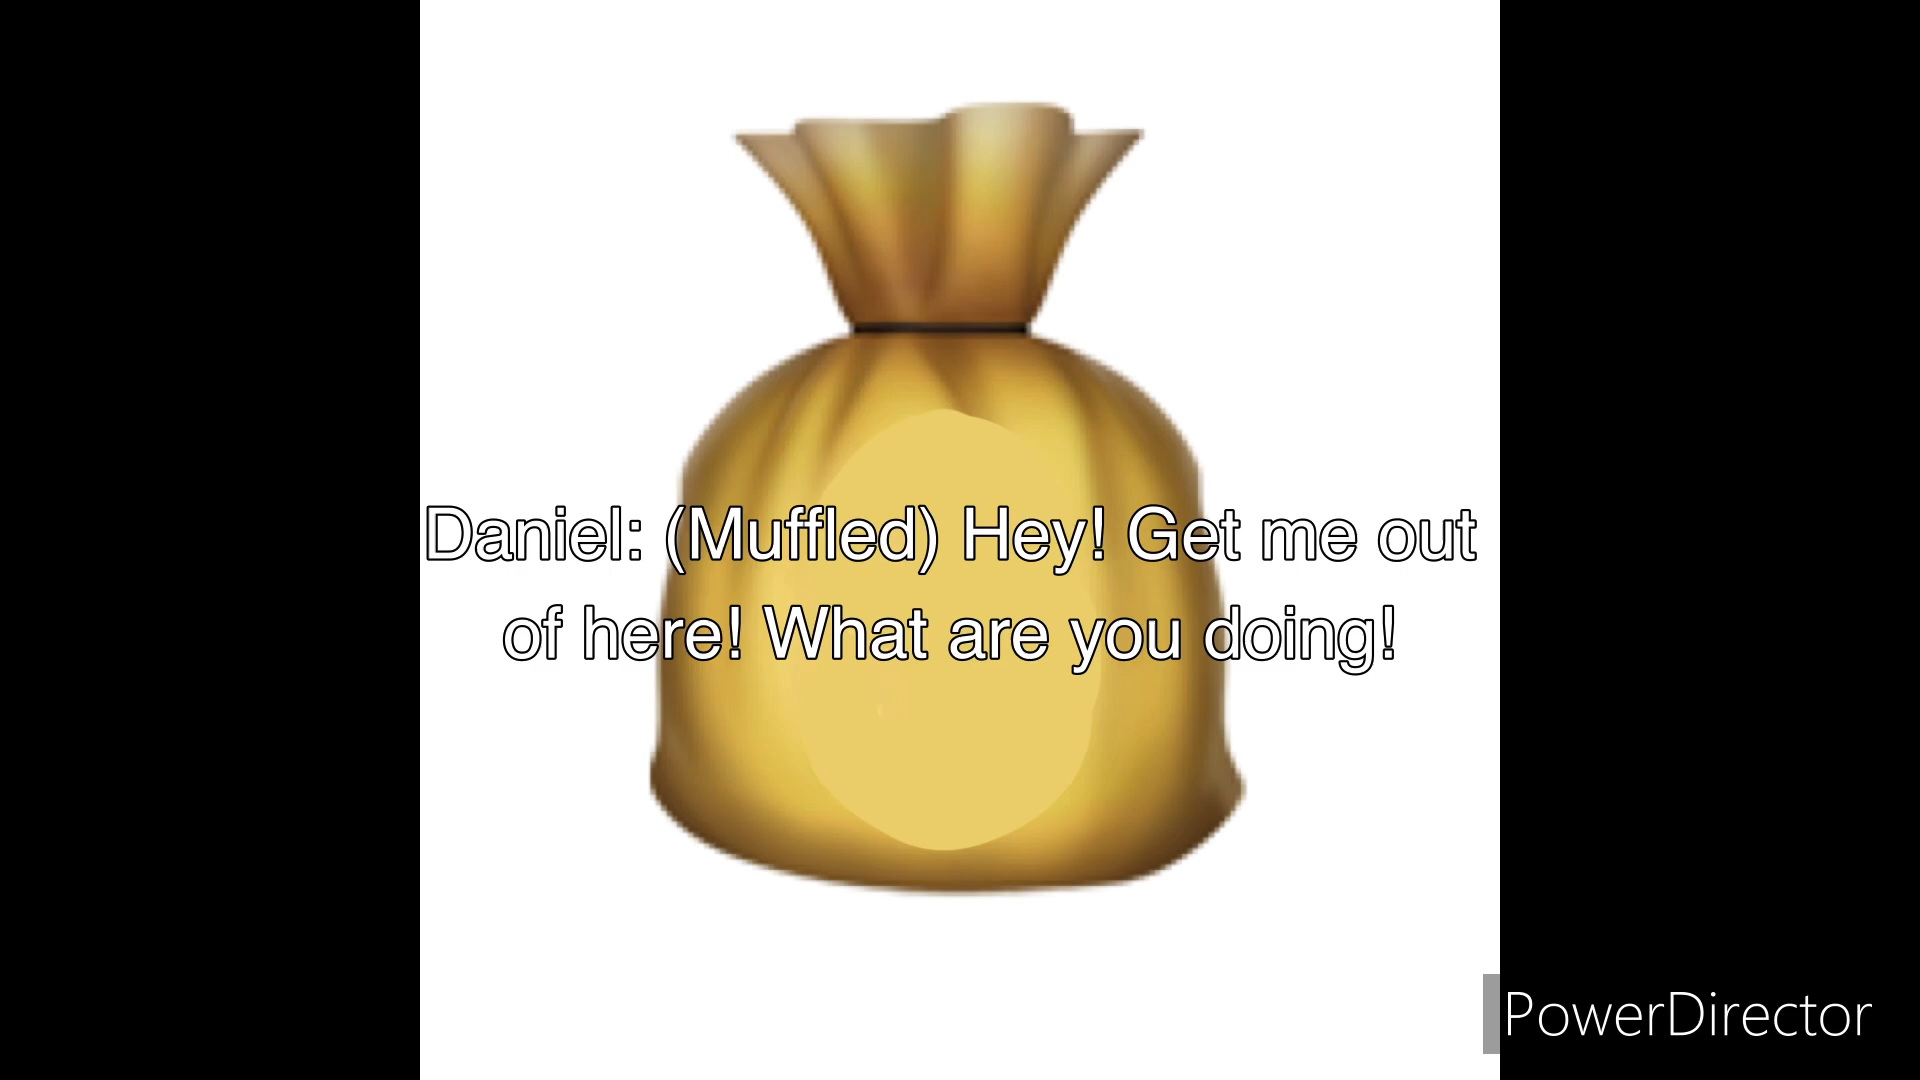 Daniel: (Muffled) Hey! Get me out
of here! What are you doing!
PowerDirector